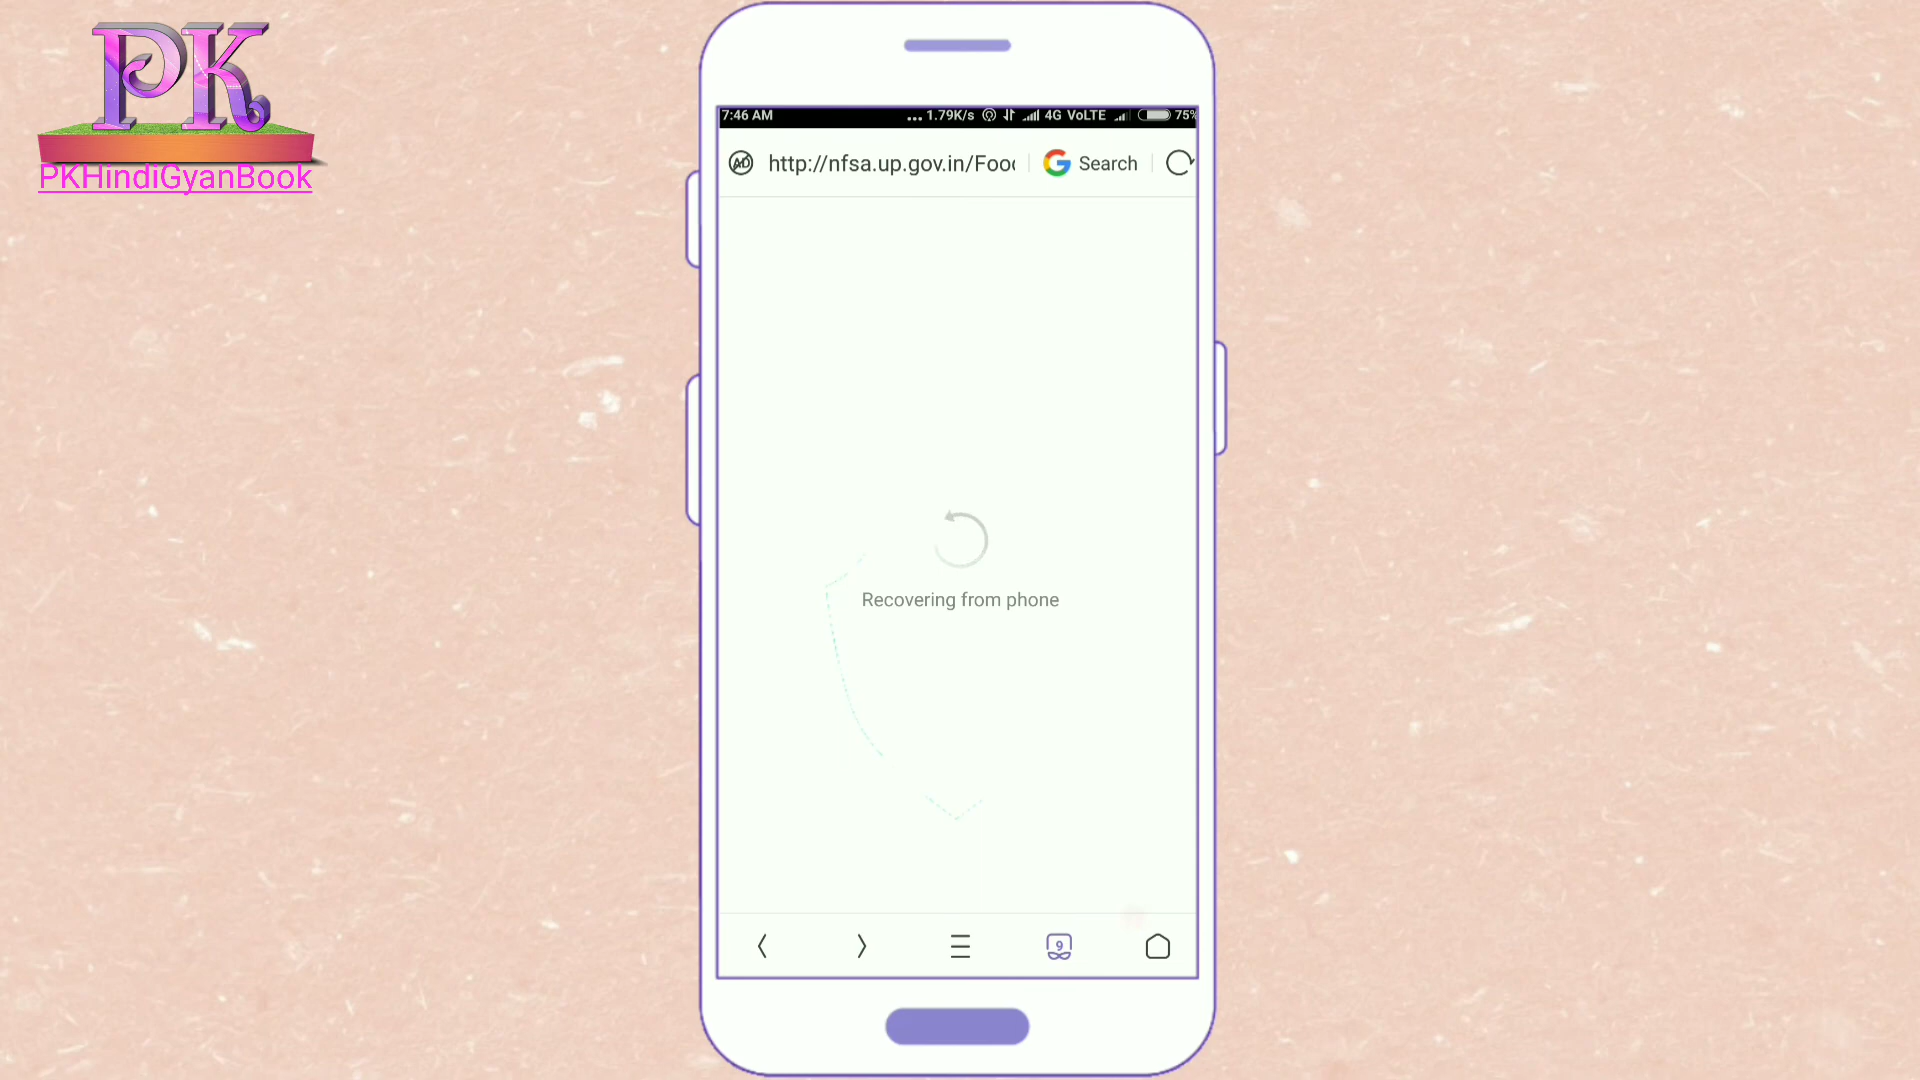 PK
PKHindiGyanBook
7:46 AM ... 1.79K/s 4G VoLTE 75%
AD http://nfsa.up.gov.in/Foo Search
Recovering from phone
9